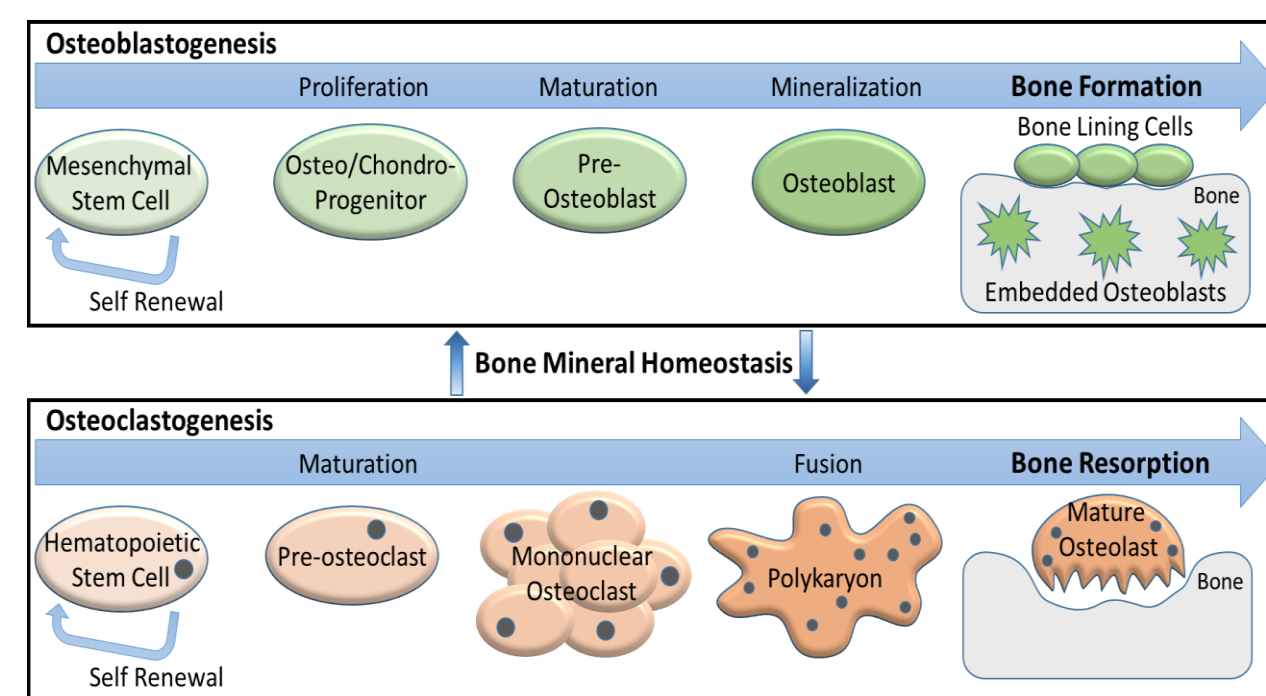 Osteoblastogenesis
Proliferation Maturation Mineralization Bone Formation
Mesenchymal
Stem Cell
Self Renewal
Osteo/Chondro-
Progenitor
Pre-
Osteoblast
Osteoblast
Bone Lining Cells
Bone
Embedded Osteoblasts
Bone Mineral Homeostasis
Osteoclastogenesis
Maturation Fusion Bone Resorption
Hematopoietic
Stem Cell
Self Renewal
Pre-osteoclast
Mononuclear
Osteoclast
Polykaryon
Mature
Osteolast
Bone